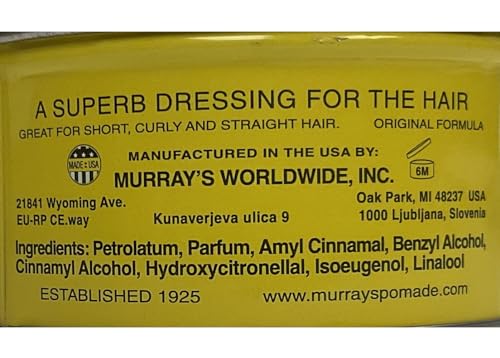 A SUPERB DRESSING FOR THE HAIR
GREAT FOR SHORT, CURLY AND STRAIGHT HAIR. ORIGINAL FORMULA
MADE IN USA
MANUFACTURED IN THE USA BY:
6M
MURRAY'S WORLDWIDE, INC.
21841 Wyoming Ave. Oak Park, MI 48237 USA
EU-RP CE.way Kunaverjeva ulica 9 1000 Ljubljana, Slovenia
Ingredients: Petrolatum, Parfum, Amyl Cinnamal, Benzyl Alcohol,
Cinnamyl Alcohol, Hydroxycitronellal, Isoeugenol, Linalool
ESTABLISHED 1925 www.murrayspomade.com